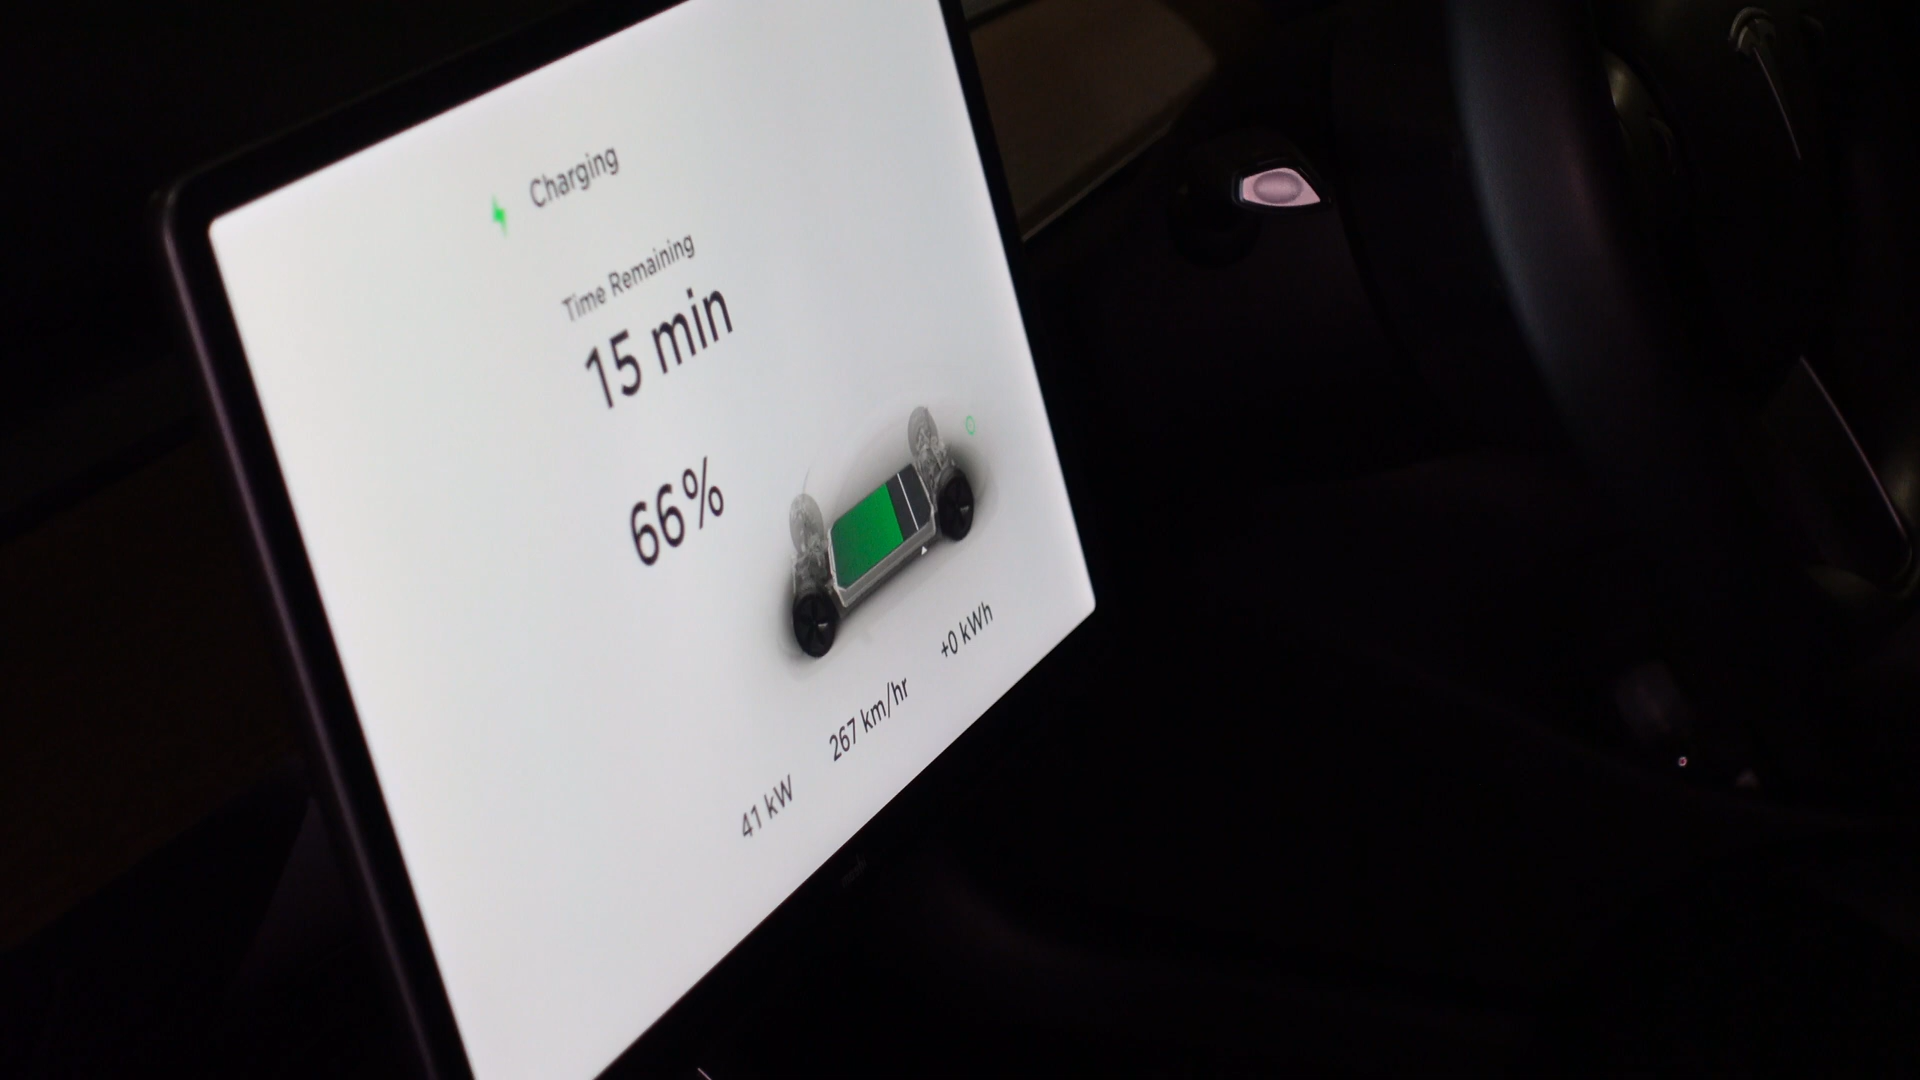 Charging
Time Remaining
15 min
66%
41 kW
267 km/hr
+0 kWh